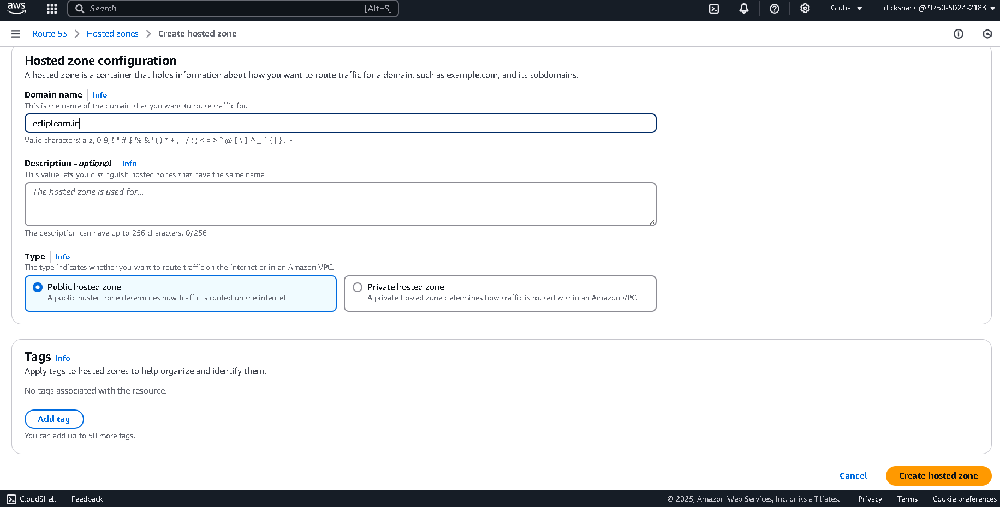 aws
Search [Alt+S] Global dickshant @ 9750-5024-2183
Route 53 Hosted zones Create hosted zone
Hosted zone configuration
A hosted zone is a container that holds information about how you want to route traffic for a domain, such as example.com, and its subdomains.
Domain name Info
This is the name of the domain that you want to route traffic for.
ecliplearn.in
Valid characters: a-z, 0-9, ! " # $ % & ' ( ) * + , - / : ; < = > ? @ [ \ ] ^ _ ` { | } . ~
Description - optional Info
This value lets you distinguish hosted zones that have the same name.
The hosted zone is used for...
The description can have up to 256 characters. 0/256
Type Info
The type indicates whether you want to route traffic on the internet or in an Amazon VPC.
Public hosted zone
A public hosted zone determines how traffic is routed on the internet.
Private hosted zone
A private hosted zone determines how traffic is routed within an Amazon VPC.
Tags Info
Apply tags to hosted zones to help organize and identify them.
No tags associated with the resource.
Add tag
You can add up to 50 more tags.
Cancel Create hosted zone
CloudShell Feedback © 2025, Amazon Web Services, Inc. or its affiliates. Privacy Terms Cookie preferences